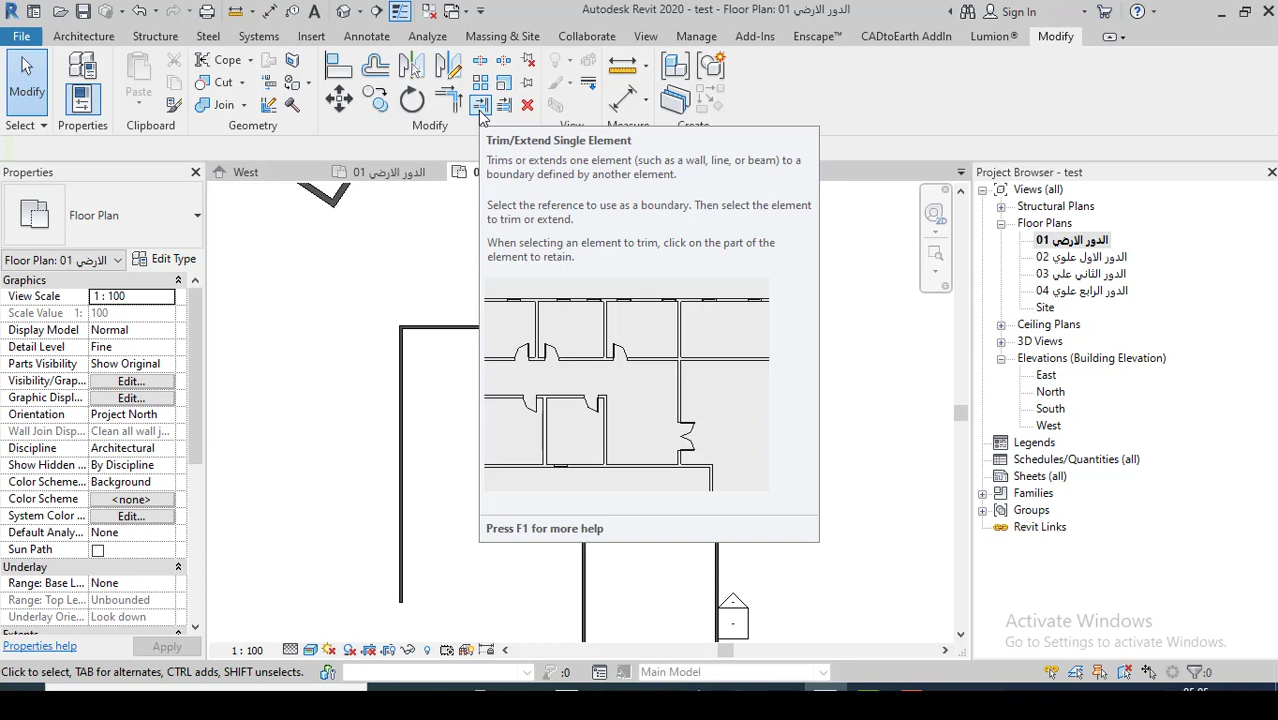 Autodesk Revit 2020 - test - Floor Plan: الدور الارضي 01
Sign In
File
Architecture
Structure
Steel
Systems
Insert
Annotate
Analyze
Massing & Site
Collaborate
View
Manage
Add-Ins
Enscape™
CADtoEarth AddIn
Lumion®
Modify
Modify
Properties
Paste
Cope
Cut
Join
Select
Properties
Clipboard
Geometry
Modify
View
Measure
Create
Trim/Extend Single Element
Trims or extends one element (such as a wall, line, or beam) to a
boundary defined by another element.
Select the reference to use as a boundary. Then select the element
to trim or extend.
When selecting an element to trim, click on the part of the
element to retain.
Press F1 for more help
West
الدور الارضي 01
Properties
Floor Plan
Floor Plan: الارضي 01
Edit Type
Graphics
View Scale 1 : 100
Scale Value 1: 100
Display Model Normal
Detail Level Fine
Parts Visibility Show Original
Visibility/Grap... Edit...
Graphic Displ... Edit...
Orientation Project North
Wall Join Disp... Clean all wall j...
Discipline Architectural
Show Hidden ... By Discipline
Color Scheme ... Background
Color Scheme <none>
System Color ... Edit...
Default Analy... None
Sun Path
Underlay
Range: Base L... None
Range: Top Le... Unbounded
Underlay Orie... Look down
Extents
Properties help
Apply
Project Browser - test
Views (all)
Structural Plans
Floor Plans
الدور الارضي 01
الدور الاول علوي 02
الدور الثاني علي 03
الدور الرابع علوي 04
Site
Ceiling Plans
3D Views
Elevations (Building Elevation)
East
North
South
West
Legends
Schedules/Quantities (all)
Sheets (all)
Families
Groups
Revit Links
Activate Windows
Go to Settings to activate Windows.
1 : 100
Click to select, TAB for alternates, CTRL adds, SHIFT unselects.
:0
Main Model
:0